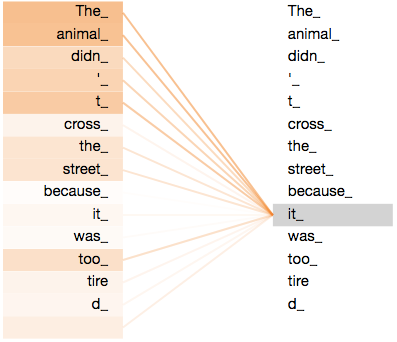 The_ The_
animal_ animal_
didn_ didn_
'_ '_
t_ t_
cross_ cross_
the_ the_
street_ street_
because_ because_
it_ it_
was_ was_
too_ too_
tire tire
d_ d_